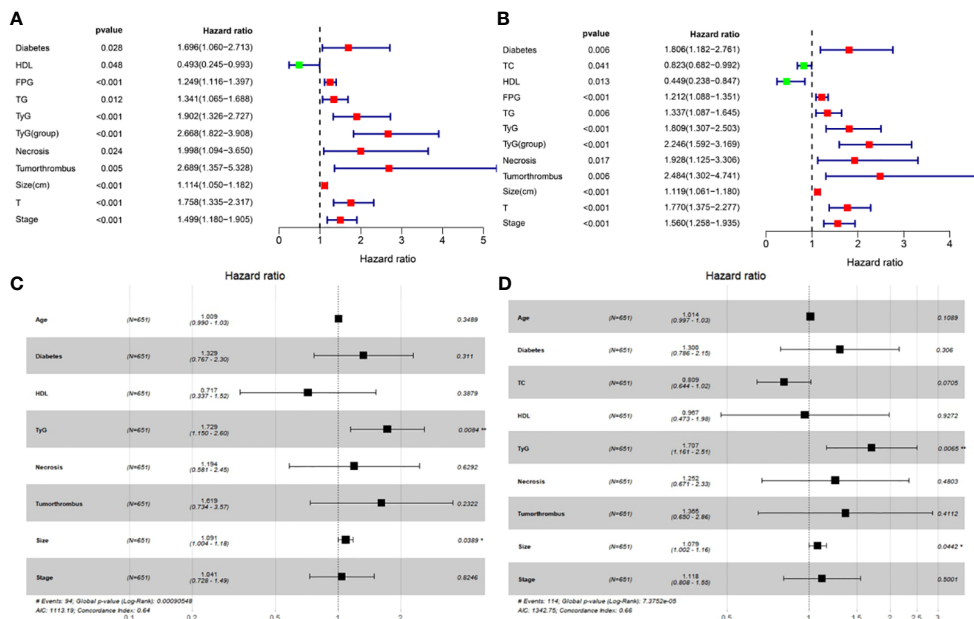 A
pvalue Hazard ratio
Diabetes 0.028 1.696(1.060−2.713)
HDL 0.048 0.493(0.245−0.993)
FPG <0.001 1.249(1.116−1.397)
TG 0.012 1.341(1.065−1.688)
TyG <0.001 1.902(1.326−2.727)
TyG(group) <0.001 2.668(1.822−3.908)
Necrosis 0.024 1.998(1.094−3.650)
Tumorthrombus 0.005 2.689(1.357−5.328)
Size(cm) <0.001 1.114(1.050−1.182)
T <0.001 1.758(1.335−2.317)
Stage <0.001 1.499(1.180−1.905)
0 1 2 3 4 5
Hazard ratio
B
pvalue Hazard ratio
Diabetes 0.006 1.806(1.182−2.761)
TC 0.041 0.823(0.682−0.992)
HDL 0.013 0.449(0.238−0.847)
FPG <0.001 1.212(1.088−1.351)
TG 0.006 1.337(1.087−1.645)
TyG <0.001 1.809(1.307−2.503)
TyG(group) <0.001 2.246(1.592−3.169)
Necrosis 0.017 1.928(1.125−3.306)
Tumorthrombus 0.006 2.484(1.302−4.741)
Size(cm) <0.001 1.119(1.061−1.180)
T <0.001 1.770(1.375−2.277)
Stage <0.001 1.560(1.258−1.935)
0 1 2 3 4
Hazard ratio
C
Hazard ratio
Age (N=651) 1.009 (0.990 - 1.03) 0.3489
Diabetes (N=651) 1.329 (0.767 - 2.30) 0.311
HDL (N=651) 0.717 (0.337 - 1.52) 0.3879
TyG (N=651) 1.729 (1.150 - 2.60) 0.0084 **
Necrosis (N=651) 1.194 (0.581 - 2.45) 0.6292
Tumorthrombus (N=651) 1.619 (0.734 - 3.57) 0.2322
Size (N=651) 1.091 (1.004 - 1.18) 0.0389 *
Stage (N=651) 1.041 (0.728 - 1.49) 0.8246
# Events: 94; Global p-value (Log-Rank): 0.00090548
AIC: 1113.19; Concordance Index: 0.64
0.1 0.2 0.5 1 2
D
Hazard ratio
Age (N=651) 1.014 (0.997 - 1.03) 0.1089
Diabetes (N=651) 1.300 (0.786 - 2.15) 0.306
TC (N=651) 0.809 (0.644 - 1.02) 0.0705
HDL (N=651) 0.967 (0.473 - 1.98) 0.9272
TyG (N=651) 1.707 (1.161 - 2.51) 0.0065 **
Necrosis (N=651) 1.252 (0.671 - 2.33) 0.4803
Tumorthrombus (N=651) 1.365 (0.650 - 2.86) 0.4112
Size (N=651) 1.079 (1.002 - 1.16) 0.0442 *
Stage (N=651) 1.118 (0.808 - 1.55) 0.5001
# Events: 114; Global p-value (Log-Rank): 7.3752e-05
AIC: 1342.75; Concordance Index: 0.66
0.1 0.2 0.5 1 1.5 2 2.5 3